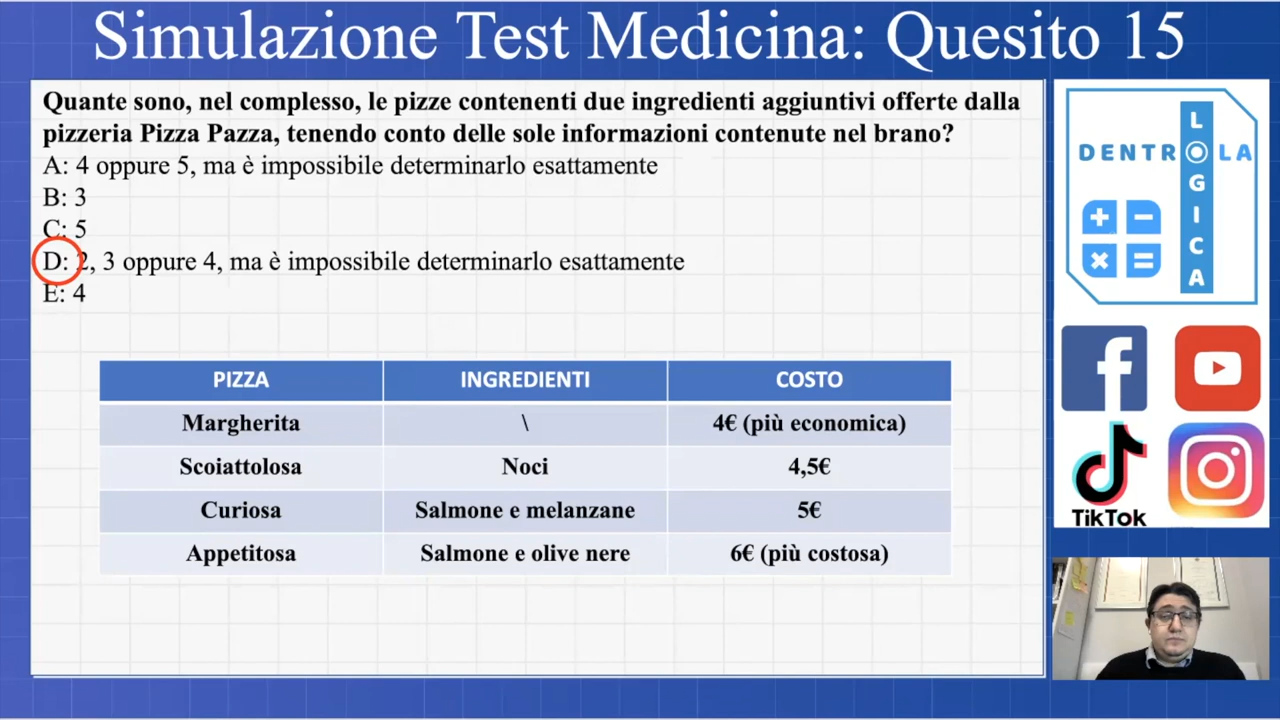 Simulazione Test Medicina: Quesito 15
Quante sono, nel complesso, le pizze contenenti due ingredienti aggiuntivi offerte dalla
pizzeria Pizza Pazza, tenendo conto delle sole informazioni contenute nel brano?
A: 4 oppure 5, ma è impossibile determinarlo esattamente
B: 3
C: 5
D: 2, 3 oppure 4, ma è impossibile determinarlo esattamente
E: 4
PIZZA INGREDIENTI COSTO
Margherita \ 4€ (più economica)
Scoiattolosa Noci 4,5€
Curiosa Salmone e melanzane 5€
Appetitosa Salmone e olive nere 6€ (più costosa)
DENTRO LA
LOGICA
TikTok